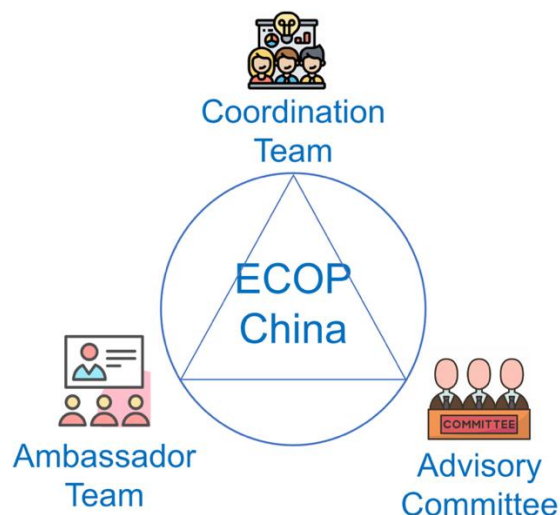 Coordination
Team
ECOP
China
Ambassador
Team
COMMITTEE
Advisory
Committee